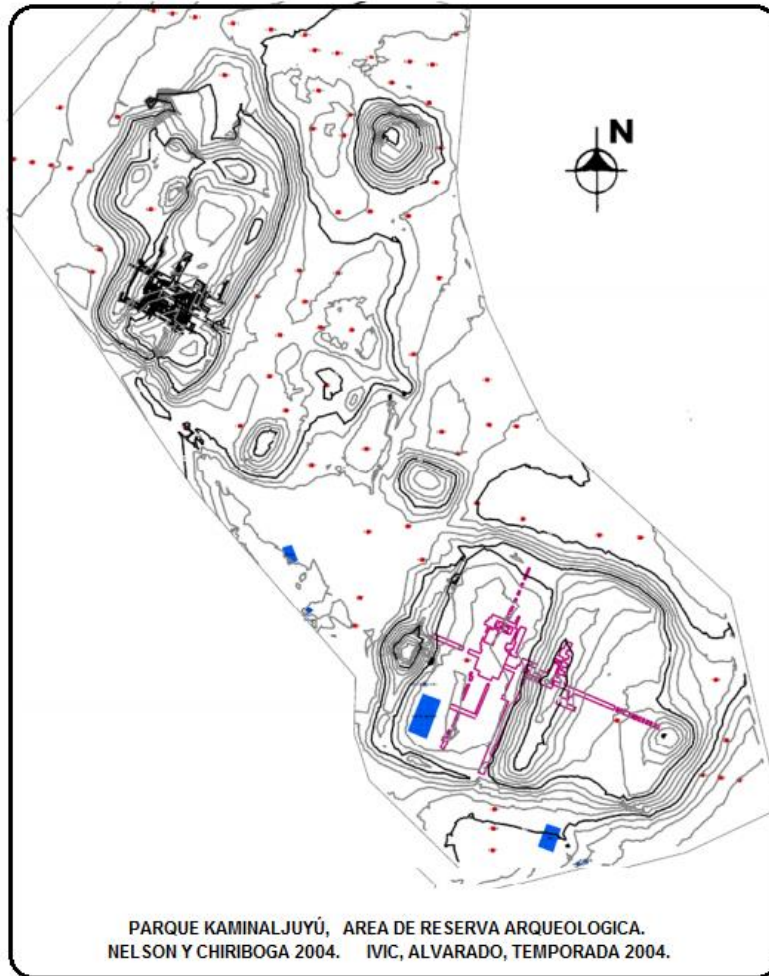 N
PARQUE KAMINALJUYÚ, AREA DE RESERVA ARQUEOLOGICA.
NELSON Y CHIRIBOGA 2004. IVIC, ALVARADO, TEMPORADA 2004.